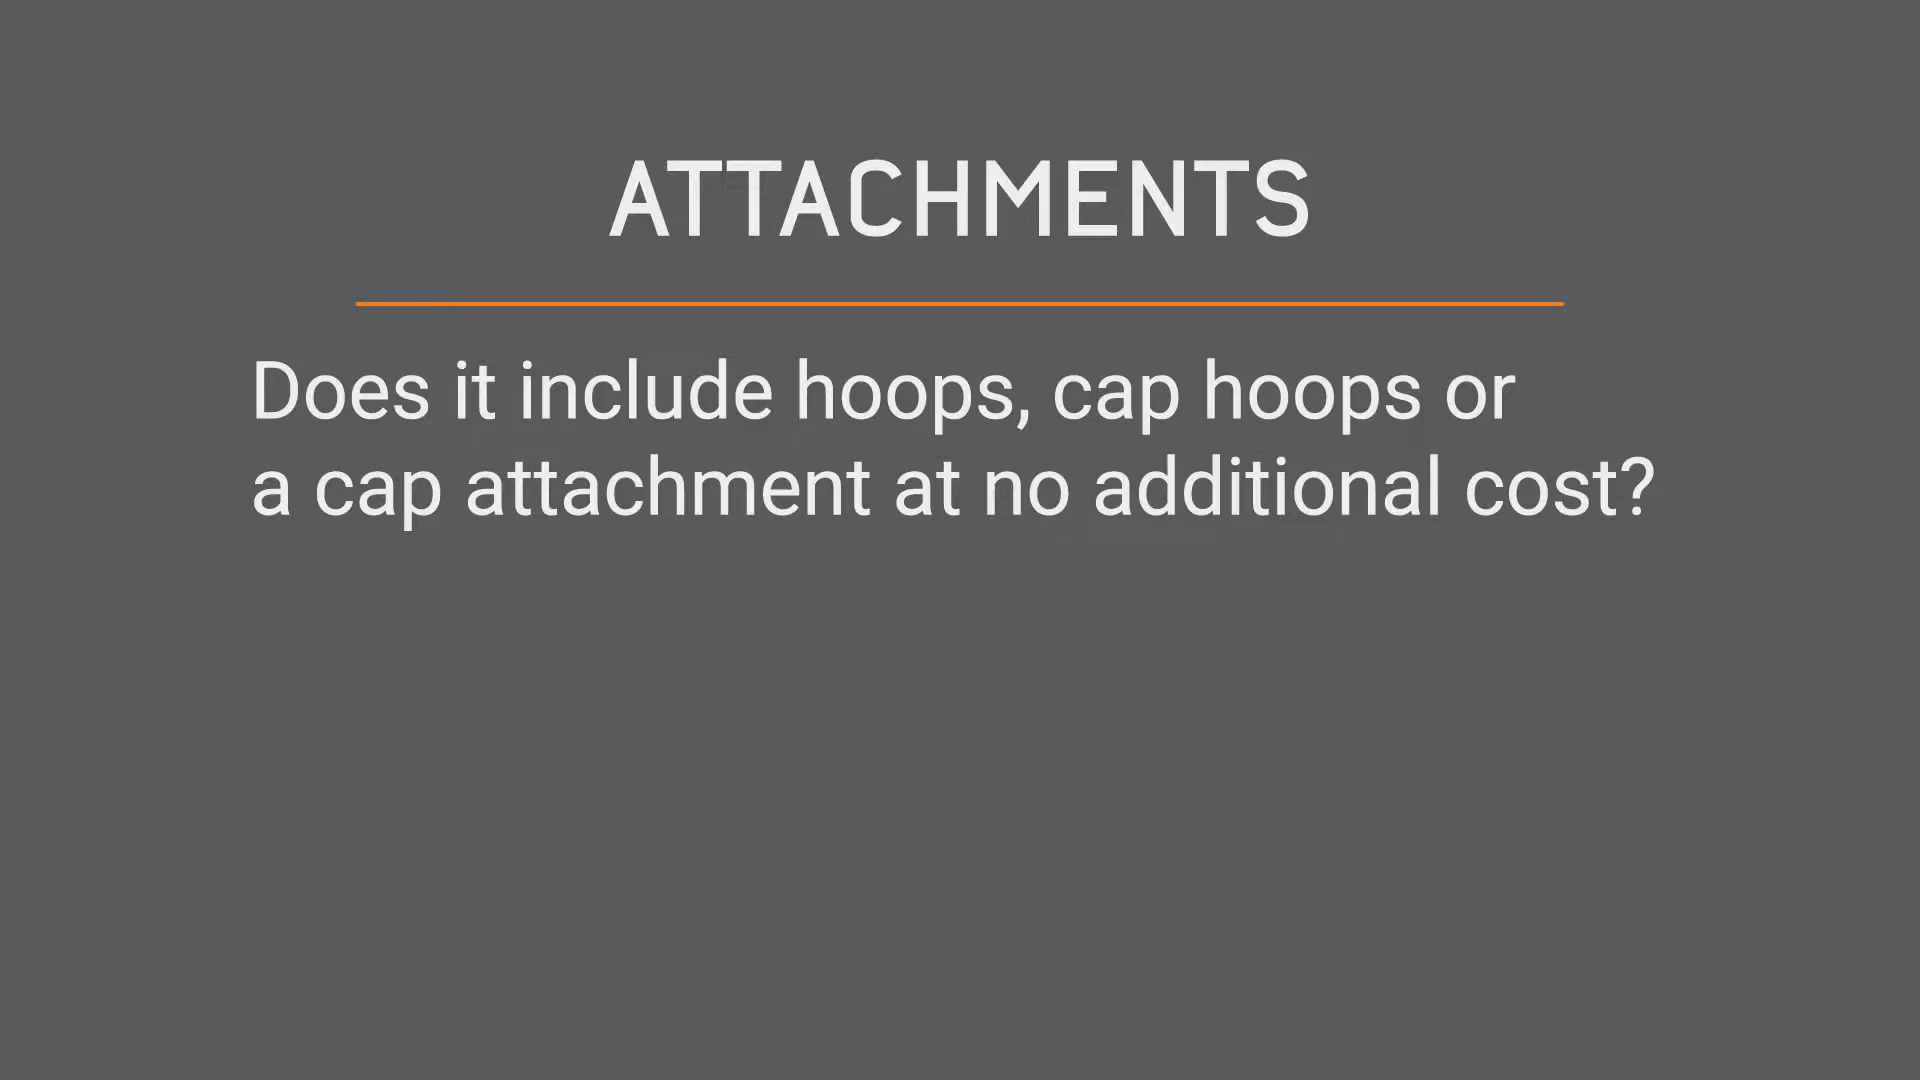 ATTACHMENTS
Does it include hoops, cap hoops or
a cap attachment at no additional cost?